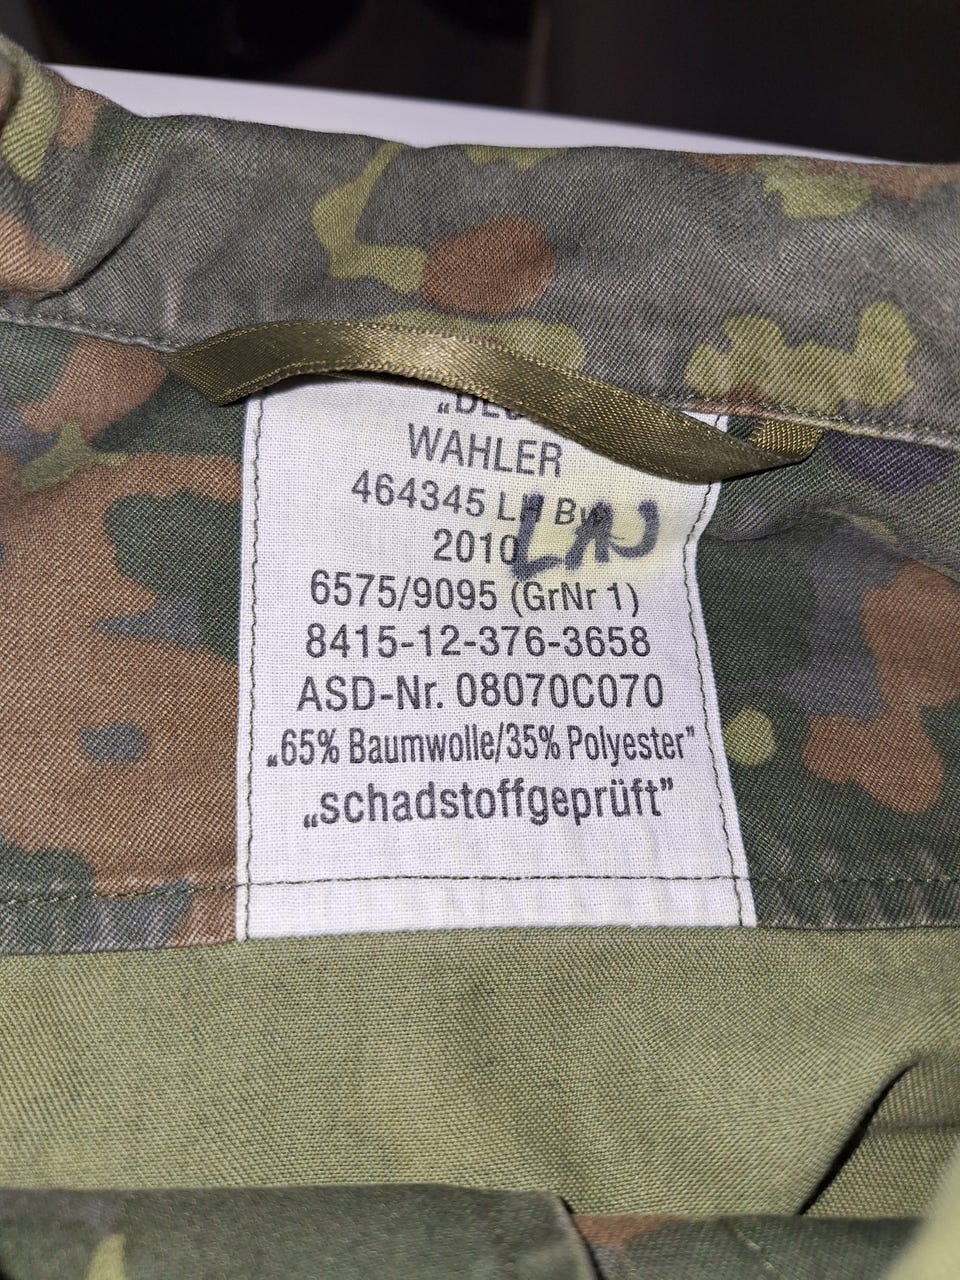 WAHLER
464345
2010
6575/9095 (GrNr 1)
8415-12-376-3658
ASD-Nr. 08070C070
„65% Baumwolle/35% Polyester”
„schadstoffgeprüft”